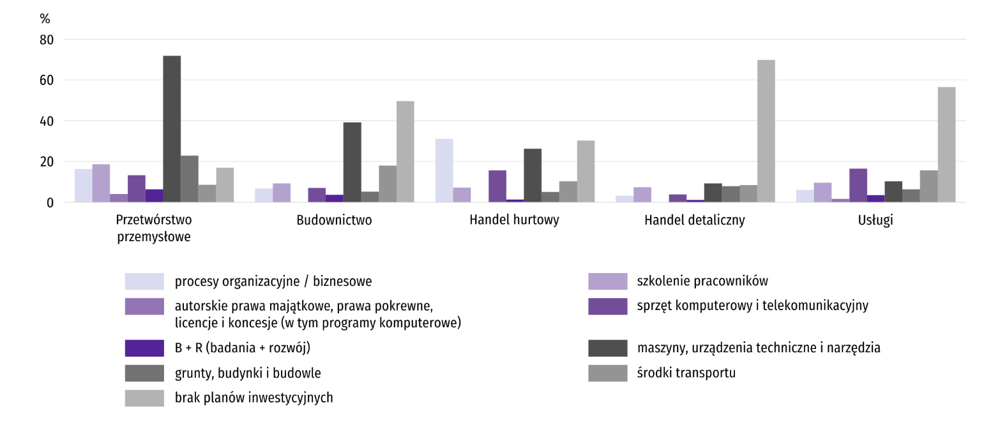 %
80
60
40
20
0
Przetwórstwo
przemysłowe
Budownictwo
Handel hurtowy
Handel detaliczny
Usługi
procesy organizacyjne / biznesowe
szkolenie pracowników
autorskie prawa majątkowe, prawa pokrewne,
licencje i koncesje (w tym programy komputerowe)
sprzęt komputerowy i telekomunikacyjny
B + R (badania + rozwój)
maszyny, urządzenia techniczne i narzędzia
grunty, budynki i budowle
środki transportu
brak planów inwestycyjnych